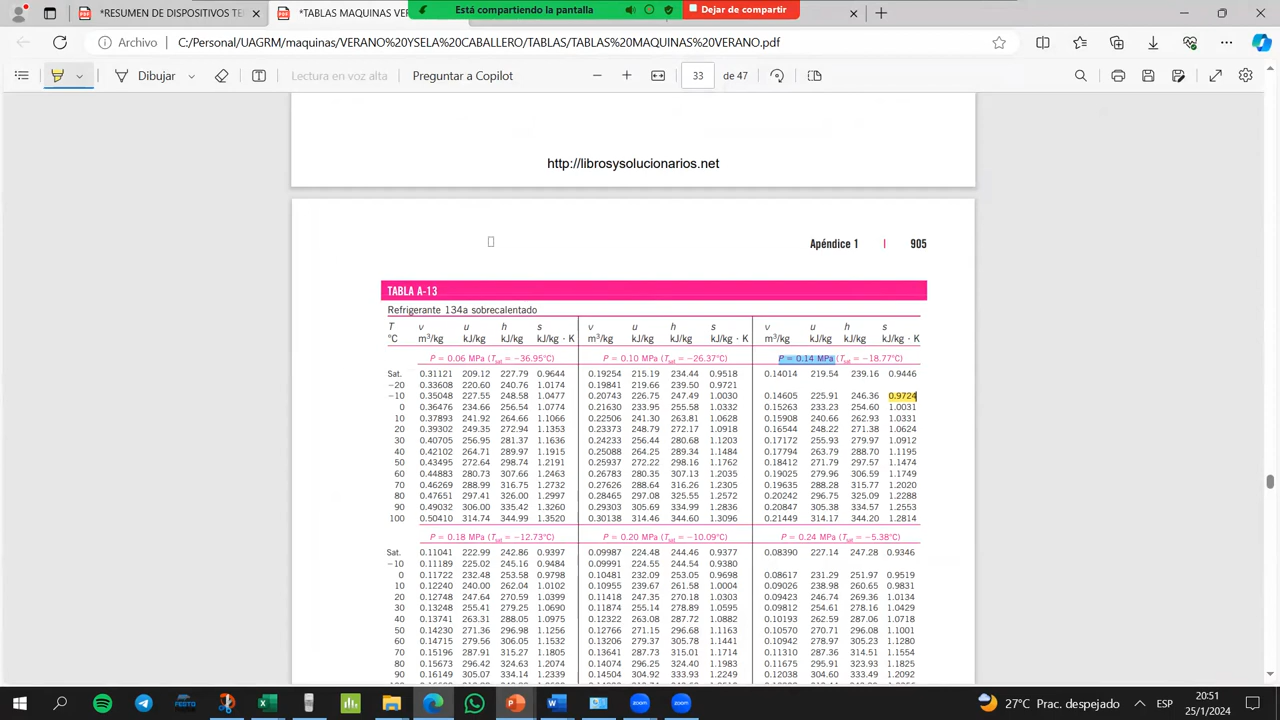 *RESUMEN DE DISPOSITIVOS TE
*TABLAS MAQUINAS VE
Está compartiendo la pantalla
Dejar de compartir
Archivo
C:/Personal/UAGRM/maquinas/VERANO%20YSELA%20CABALLERO/TABLAS/TABLAS%20MAQUINAS%20VERANO.pdf
Dibujar
Lectura en voz alta
Preguntar a Copilot
33
de 47
http://librosysolucionarios.net
Apéndice 1 | 905
TABLA A-13
Refrigerante 134a sobrecalentado
T v u h s v u h s v u h s
°C m³/kg kJ/kg kJ/kg kJ/kg · K m³/kg kJ/kg kJ/kg kJ/kg · K m³/kg kJ/kg kJ/kg kJ/kg · K
P = 0.06 MPa (Tsat = −36.95°C) P = 0.10 MPa (Tsat = −26.37°C) P = 0.14 MPa (Tsat = −18.77°C)
Sat. 0.31121 209.12 227.79 0.9644 0.19254 215.19 234.44 0.9518 0.14014 219.54 239.16 0.9446
−20 0.33608 220.60 240.76 1.0174 0.19841 219.66 239.50 0.9721
−10 0.35048 227.55 248.58 1.0477 0.20743 226.75 247.49 1.0030 0.14605 225.91 246.36 0.9724
0 0.36476 234.66 256.54 1.0774 0.21630 233.95 255.58 1.0332 0.15263 233.23 254.60 1.0031
10 0.37893 241.92 264.66 1.1066 0.22506 241.30 263.81 1.0628 0.15908 240.66 262.93 1.0331
20 0.39302 249.35 272.94 1.1353 0.23373 248.79 272.17 1.0918 0.16544 248.22 271.38 1.0624
30 0.40705 256.95 281.37 1.1636 0.24233 256.44 280.68 1.1203 0.17172 255.93 279.97 1.0912
40 0.42102 264.71 289.97 1.1915 0.25088 264.25 289.34 1.1484 0.17794 263.79 288.70 1.1195
50 0.43495 272.64 298.74 1.2191 0.25937 272.22 298.16 1.1762 0.18412 271.79 297.57 1.1474
60 0.44883 280.73 307.66 1.2463 0.26783 280.35 307.13 1.2035 0.19025 279.96 306.59 1.1749
70 0.46269 288.99 316.75 1.2732 0.27626 288.64 316.26 1.2305 0.19635 288.28 315.77 1.2020
80 0.47651 297.41 326.00 1.2997 0.28465 297.08 325.55 1.2572 0.20242 296.75 325.09 1.2288
90 0.49032 306.00 335.42 1.3260 0.29303 305.69 334.99 1.2836 0.20847 305.38 334.57 1.2553
100 0.50410 314.74 344.99 1.3520 0.30138 314.46 344.60 1.3096 0.21449 314.17 344.20 1.2814
P = 0.18 MPa (Tsat = −12.73°C) P = 0.20 MPa (Tsat = −10.09°C) P = 0.24 MPa (Tsat = −5.38°C)
Sat. 0.11041 222.99 242.86 0.9397 0.09987 224.48 244.46 0.9377 0.08390 227.14 247.28 0.9346
−10 0.11189 225.02 245.16 0.9484 0.09991 224.55 244.54 0.9380
0 0.11722 232.48 253.58 0.9798 0.10481 232.09 253.05 0.9698 0.08617 231.29 251.97 0.9519
10 0.12240 240.00 262.04 1.0102 0.10955 239.67 261.58 1.0004 0.09026 238.98 260.65 0.9831
20 0.12748 247.64 270.59 1.0399 0.11418 247.35 270.18 1.0303 0.09423 246.74 269.36 1.0134
30 0.13248 255.41 279.25 1.0690 0.11874 255.14 278.89 1.0595 0.09812 254.61 278.16 1.0429
40 0.13741 263.31 288.05 1.0975 0.12322 263.08 287.72 1.0882 0.10193 262.59 287.06 1.0718
50 0.14230 271.36 296.98 1.1256 0.12766 271.15 296.68 1.1163 0.10570 270.71 296.08 1.1001
60 0.14715 279.56 306.05 1.1532 0.13206 279.37 305.78 1.1441 0.10942 278.97 305.23 1.1280
70 0.15196 287.91 315.27 1.1805 0.13641 287.73 315.01 1.1714 0.11310 287.36 314.51 1.1554
80 0.15673 296.42 324.63 1.2074 0.14074 296.25 324.40 1.1983 0.11675 295.91 323.93 1.1825
90 0.16149 305.07 334.14 1.2339 0.14504 304.92 333.93 1.2249 0.12038 304.60 333.49 1.2092
27°C Prac. despejado
ESP
20:51
25/1/2024